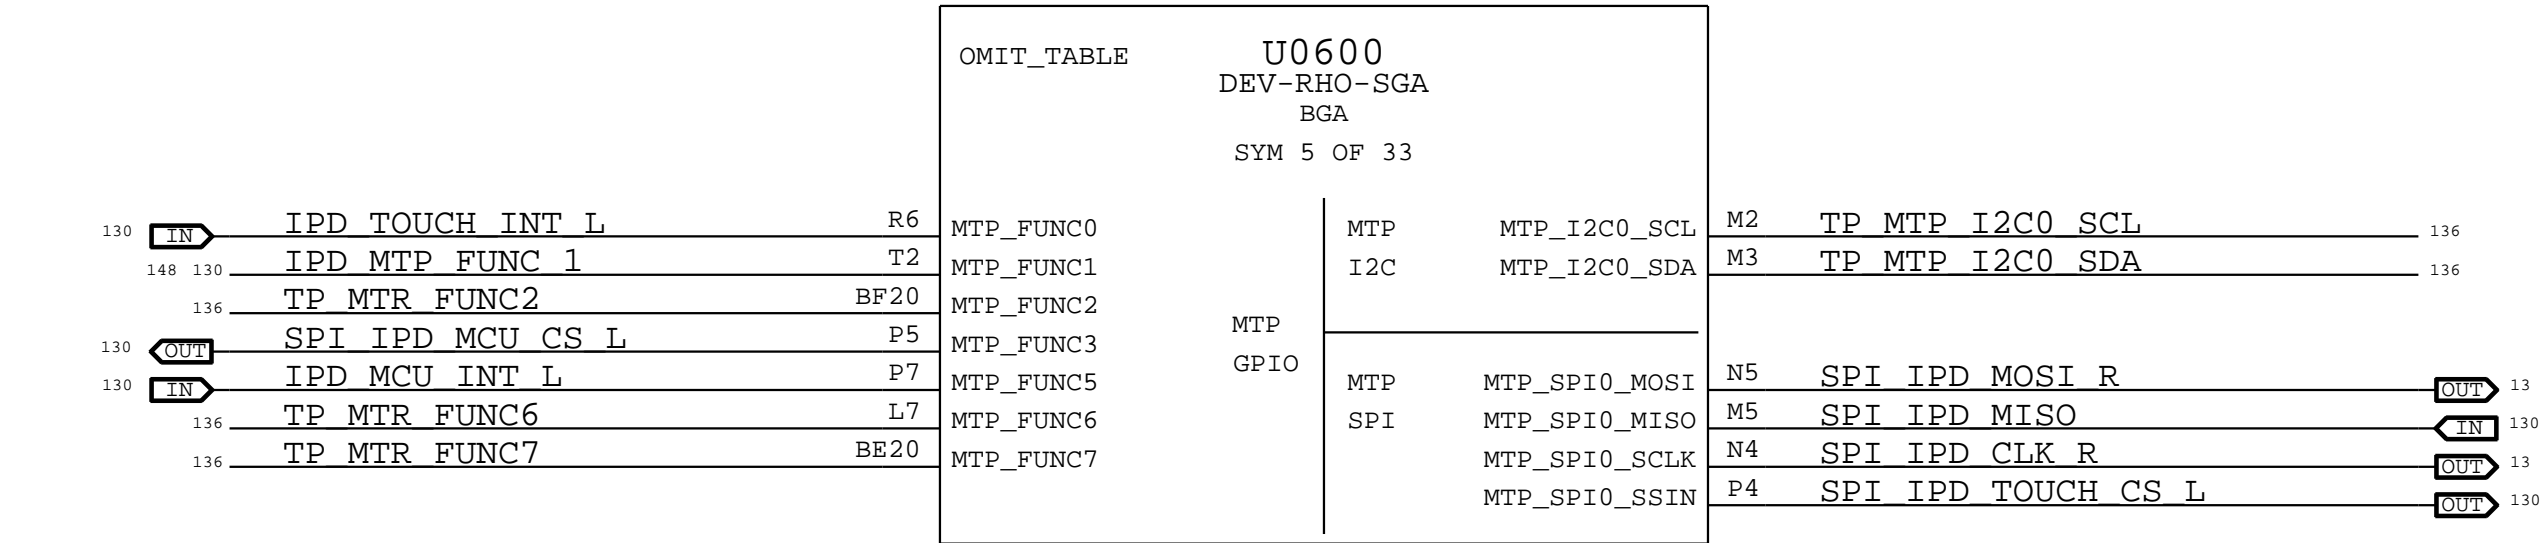 OMIT_TABLE U0600
DEV-RHO-SGA
BGA
SYM 5 OF 33
130 IN IPD_TOUCH_INT_L R6 MTP_FUNC0 MTP MTP_I2C0_SCL M2 TP_MTP_I2C0_SCL 136
148 130 IPD_MTP_FUNC_1 T2 MTP_FUNC1 I2C MTP_I2C0_SDA M3 TP_MTP_I2C0_SDA 136
136 TP_MTR_FUNC2 BF20 MTP_FUNC2
MTP
130 OUT SPI_IPD_MCU_CS_L P5 MTP_FUNC3
GPIO
130 IN IPD_MCU_INT_L P7 MTP_FUNC5 MTP MTP_SPI0_MOSI N5 SPI_IPD_MOSI_R OUT 13
136 TP_MTR_FUNC6 L7 MTP_FUNC6 SPI MTP_SPI0_MISO M5 SPI_IPD_MISO IN 130
136 TP_MTR_FUNC7 BE20 MTP_FUNC7 MTP_SPI0_SCLK N4 SPI_IPD_CLK_R OUT 13
MTP_SPI0_SSIN P4 SPI_IPD_TOUCH_CS_L OUT 130